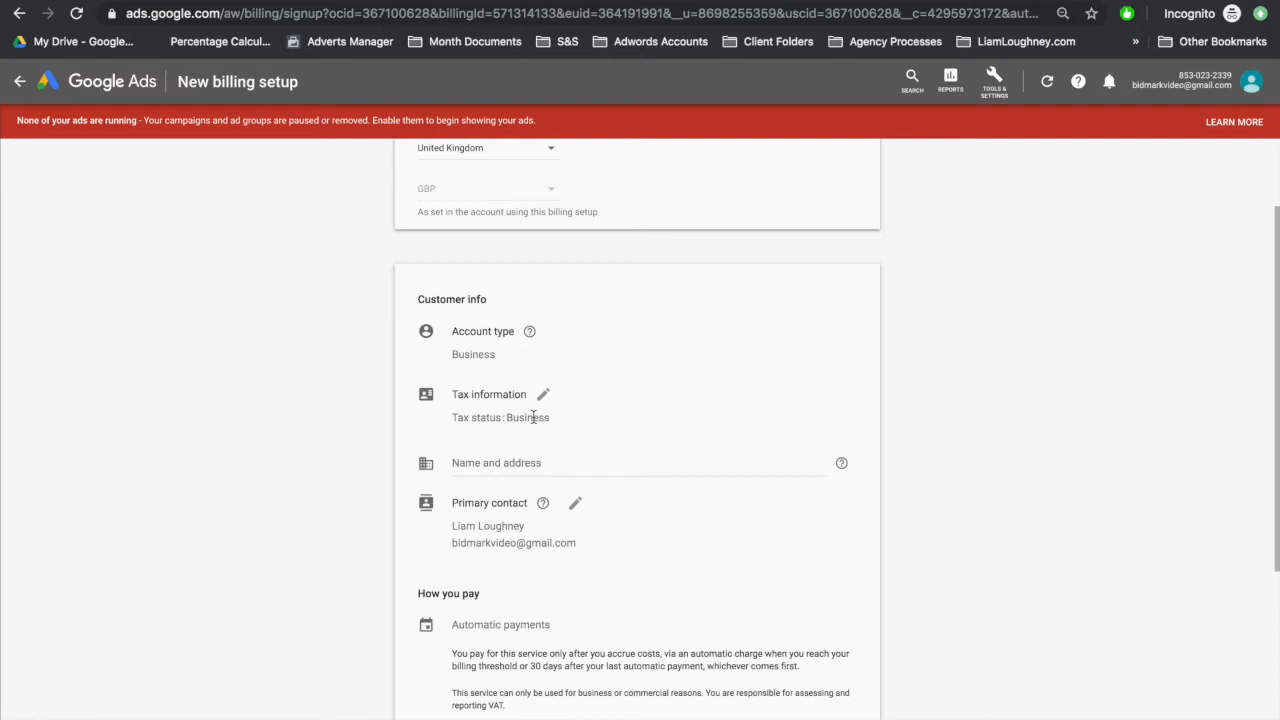 ads.google.com/aw/billing/signup?ocid=367100628&billingId=57134133&euid=364191991&__u=8698255359&uscid=367100628&__c=4295973172&aut...
Incognito
My Drive - Google...
Percentage Calcul...
Adverts Manager
Month Documents
S&S
Adwords Accounts
Client Folders
Agency Processes
LiamLoughney.com
»
Other Bookmarks
Google Ads
New billing setup
SEARCH
REPORTS
TOOLS &
SETTINGS
853-023-2339
bidmarkvideo@gmail.com
None of your ads are running - Your campaigns and ad groups are paused or removed. Enable them to begin showing your ads.
LEARN MORE
United Kingdom
GBP
As set in the account using this billing setup
Customer info
Account type
Business
Tax information
Tax status: Business
Name and address
Primary contact
Liam Loughney
bidmarkvideo@gmail.com
How you pay
Automatic payments
You pay for this service only after you accrue costs, via an automatic charge when you reach your
billing threshold or 30 days after your last automatic payment, whichever comes first.
This service can only be used for business or commercial reasons. You are responsible for assessing and
reporting VAT.